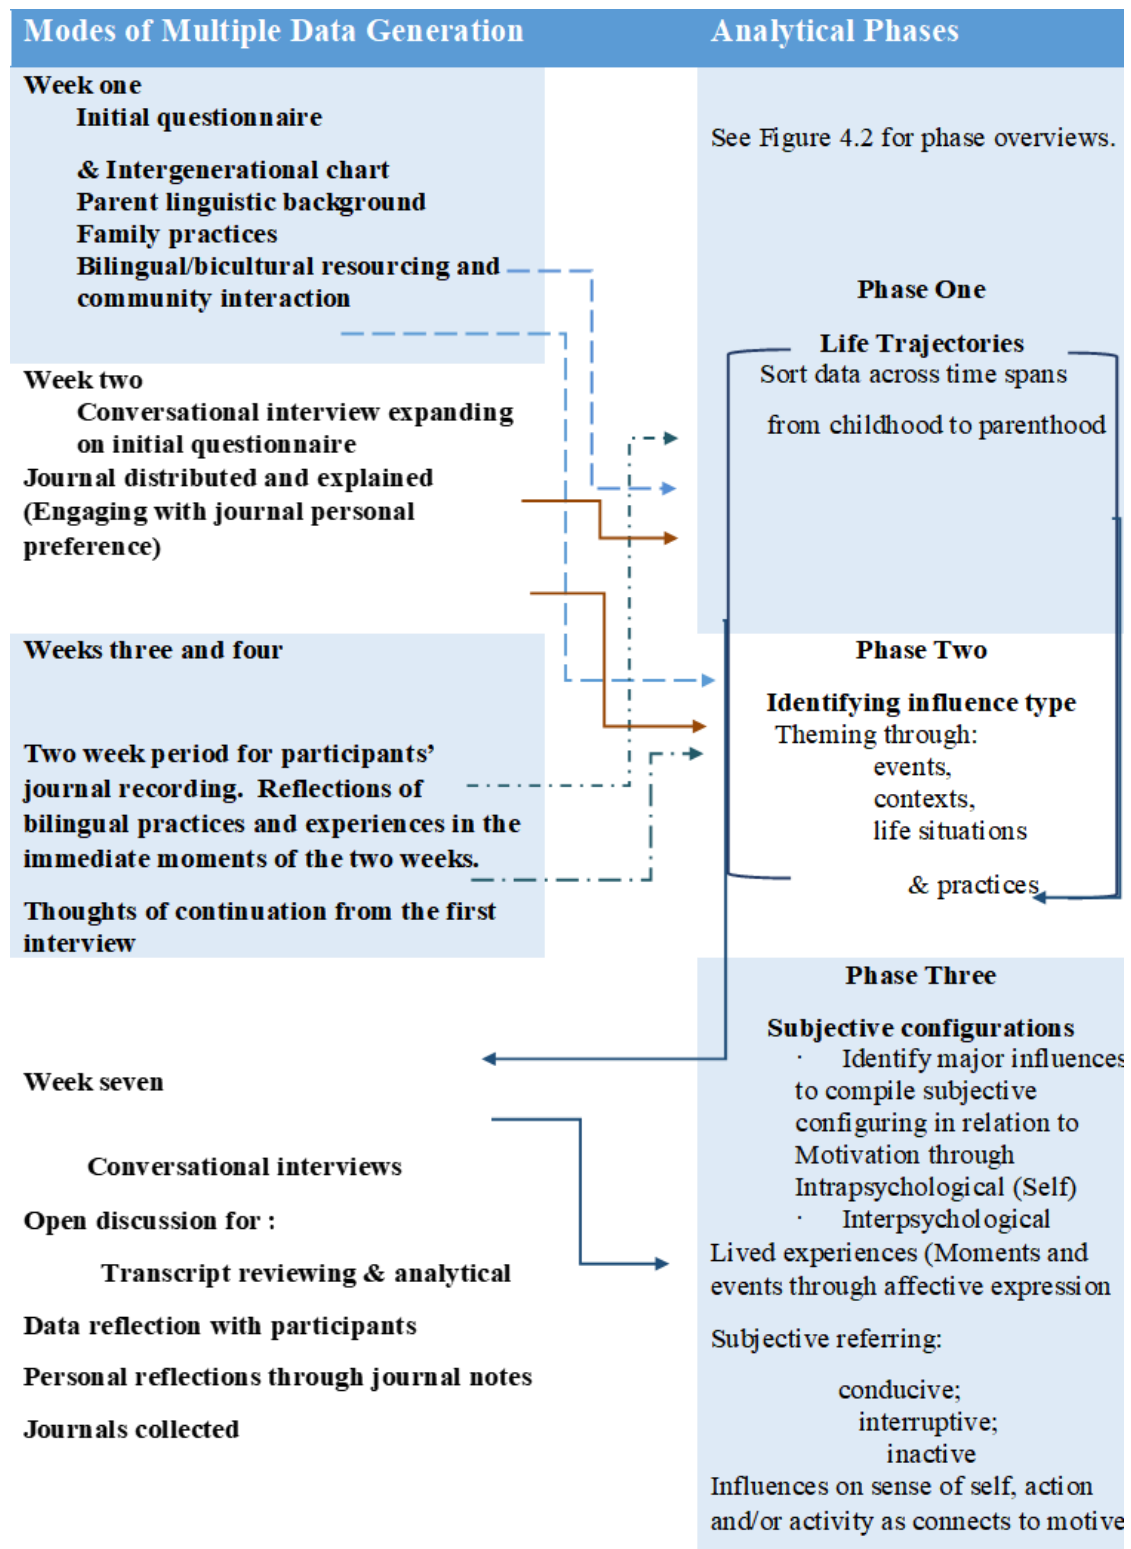 Modes of Multiple Data Generation
Analytical Phases
Week one
Initial questionnaire
& Intergenerational chart
Parent linguistic background
Family practices
Bilingual/bicultural resourcing and
community interaction
See Figure 4.2 for phase overviews.
Phase One
Life Trajectories
Sort data across time spans
from childhood to parenthood
Week two
Conversational interview expanding
on initial questionnaire
Journal distributed and explained
(Engaging with journal personal
preference)
Weeks three and four
Two week period for participants’
journal recording. Reflections of
bilingual practices and experiences in the
immediate moments of the two weeks.
Thoughts of continuation from the first
interview
Phase Two
Identifying influence type
Theming through:
events,
contexts,
life situations
& practices
Week seven
Conversational interviews
Open discussion for :
Transcript reviewing & analytical
Data reflection with participants
Personal reflections through journal notes
Journals collected
Phase Three
Subjective configurations
· Identify major influences
to compile subjective
configuring in relation to
Motivation through
Intrapsychological (Self)
· Interpsychological
Lived experiences (Moments and
events through affective expression
Subjective referring:
conducive;
interruptive;
inactive
Influences on sense of self, action
and/or activity as connects to motive